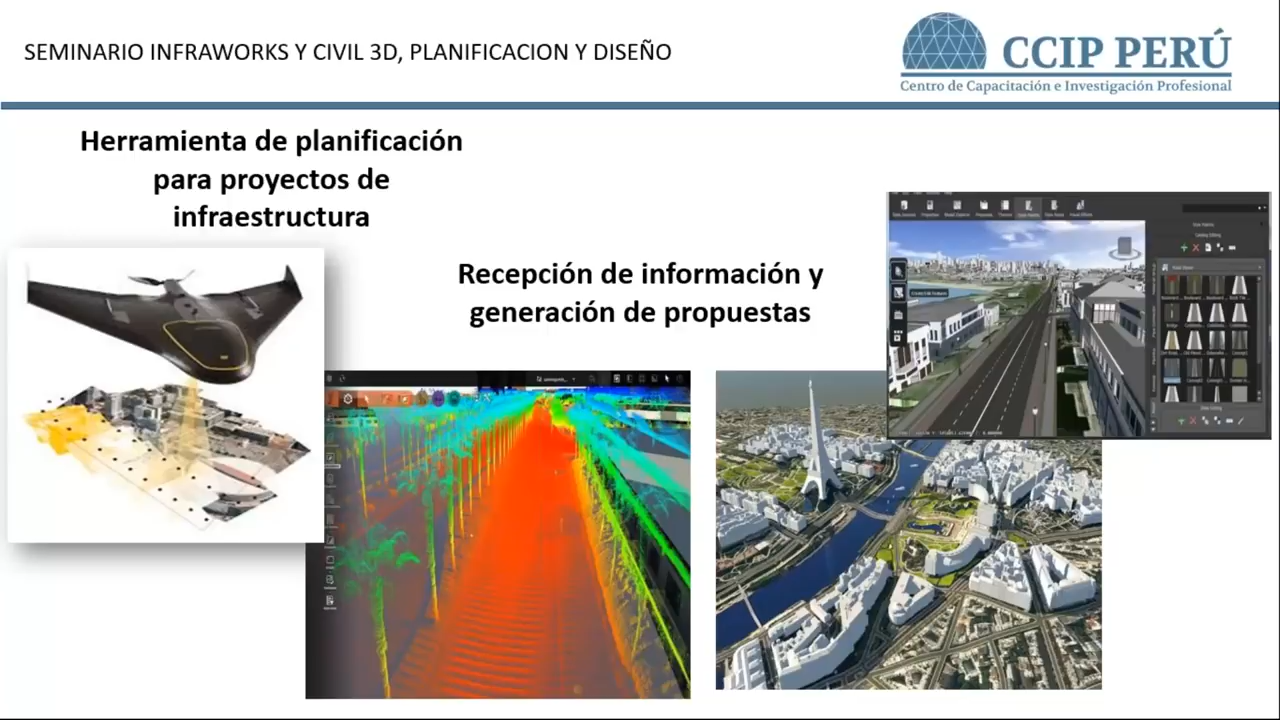 SEMINARIO INFRAWORKS Y CIVIL 3D, PLANIFICACION Y DISEÑO
CCIP PERÚ
Centro de Capacitación e Investigación Profesional
Herramienta de planificación
para proyectos de
infraestructura
Recepción de información y
generación de propuestas